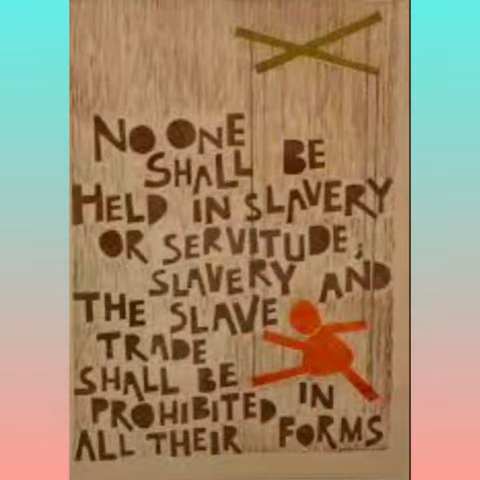 NO ONE
SHALL BE
HELD IN SLAVERY
OR SERVITUDE;
SLAVERY AND
THE SLAVE
TRADE
SHALL BE
PROHIBITED IN
ALL THEIR FORMS